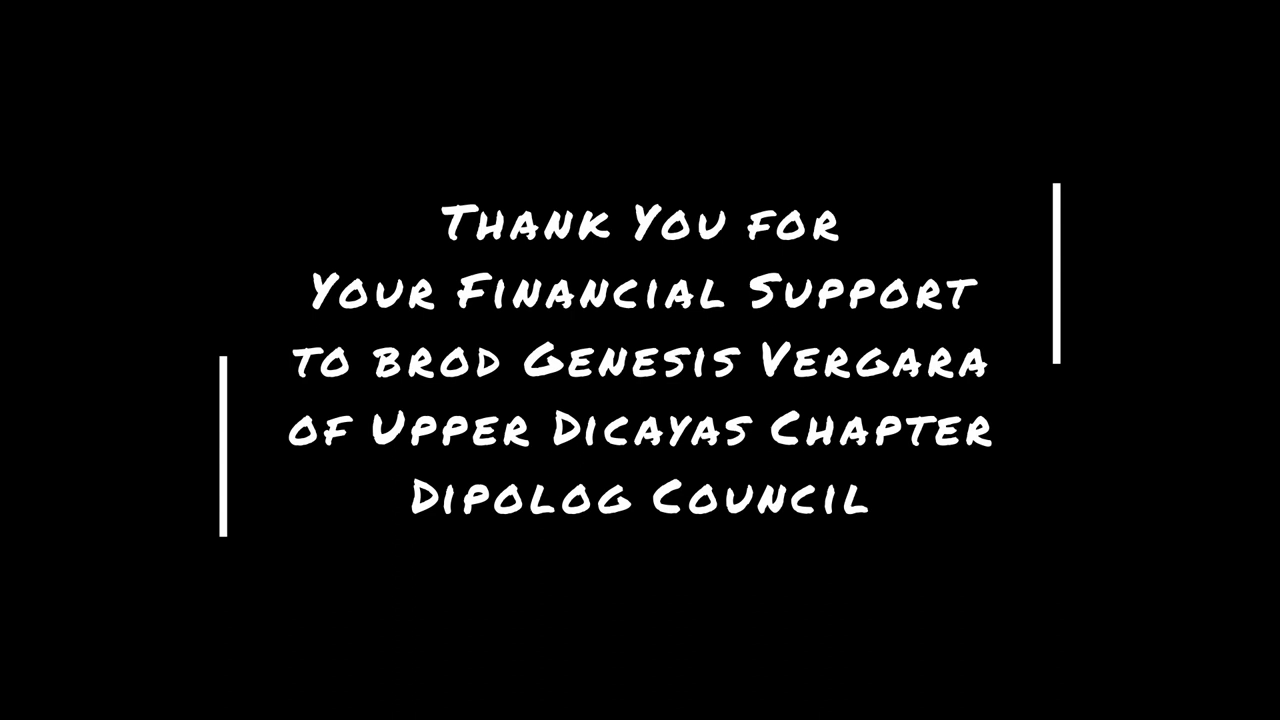 Thank You for
Your Financial Support
to brod Genesis Vergara
of Upper Dicayas Chapter
Dipolog Council